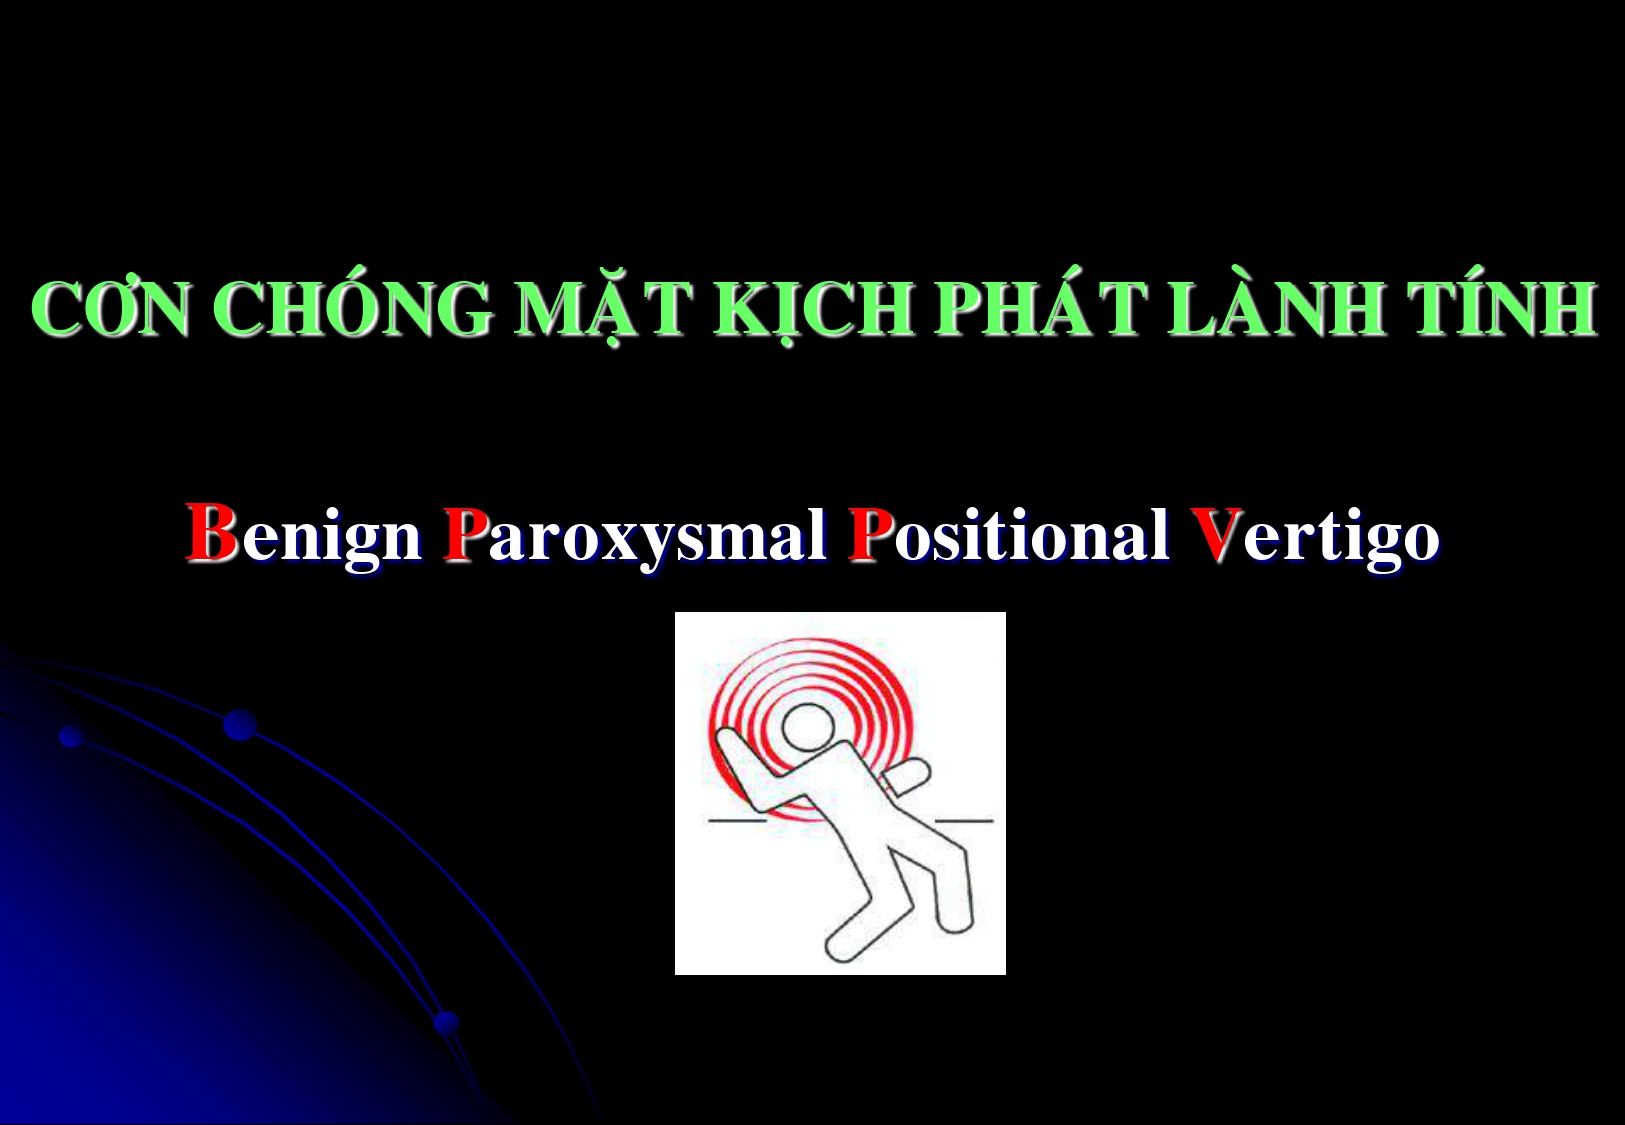 CƠN CHÓNG MẶT KỊCH PHÁT LÀNH TÍNH
Benign Paroxysmal Positional Vertigo